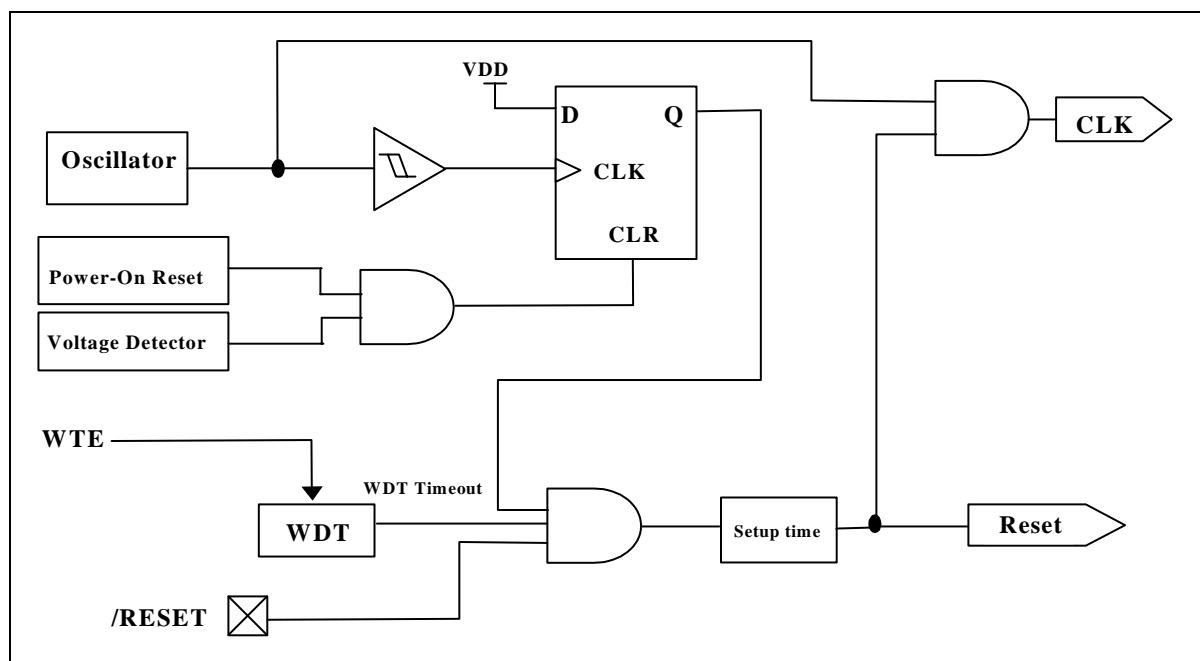 VDD
D
Q
CLK
CLR
Oscillator
CLK
Power-On Reset
Voltage Detector
WTE
WDT Timeout
WDT
Setup time
Reset
/RESET